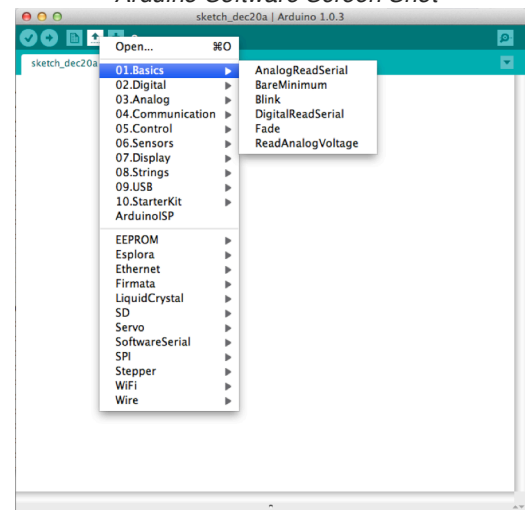 Arduino Software Screen Shot
sketch_dec20a | Arduino 1.0.3
Open... ⌘O
sketch_dec20a
01.Basics
02.Digital
03.Analog
04.Communication
05.Control
06.Sensors
07.Display
08.Strings
09.USB
10.StarterKit
ArduinoISP
EEPROM
Esplora
Ethernet
Firmata
LiquidCrystal
SD
Servo
SoftwareSerial
SPI
Stepper
WiFi
Wire
AnalogReadSerial
BareMinimum
Blink
DigitalReadSerial
Fade
ReadAnalogVoltage